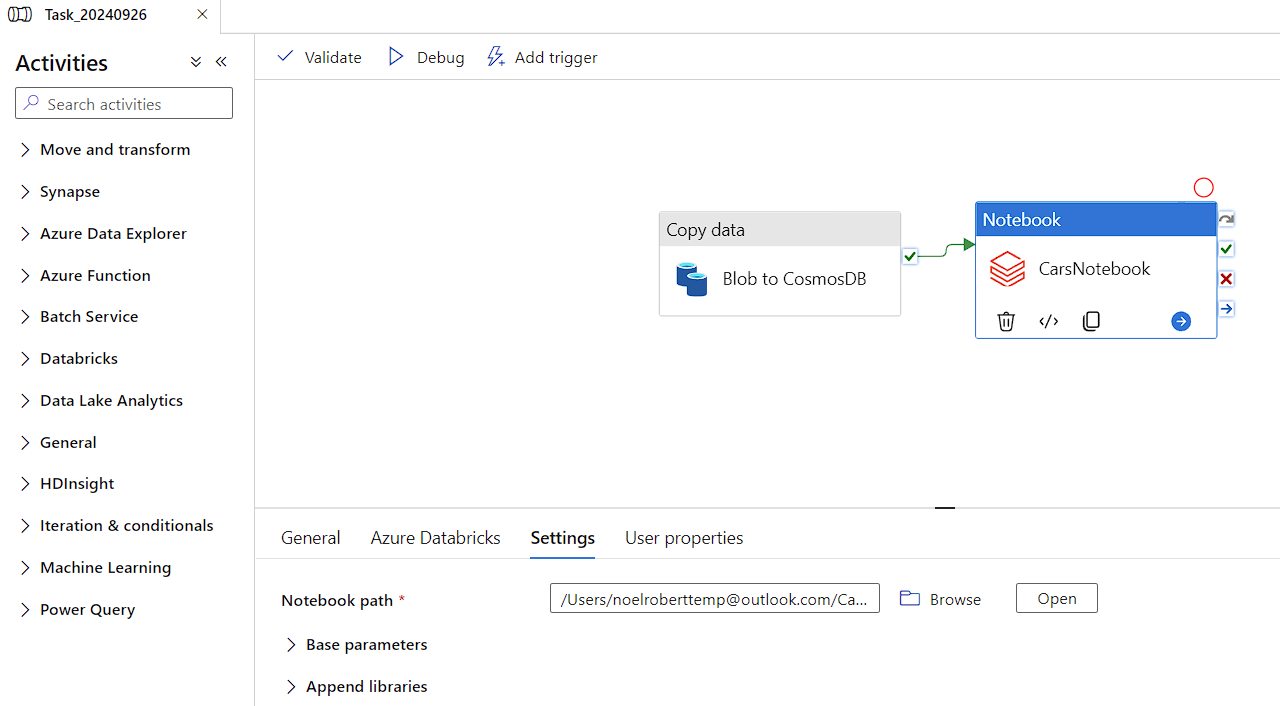 Task_20240926
Activities
Search activities
Move and transform
Synapse
Azure Data Explorer
Azure Function
Batch Service
Databricks
Data Lake Analytics
General
HDInsight
Iteration & conditionals
Machine Learning
Power Query
Validate Debug Add trigger
Copy data
Blob to CosmosDB
Notebook
CarsNotebook
General Azure Databricks Settings User properties
Notebook path * /Users/noelroberttemp@outlook.com/Ca... Browse Open
Base parameters
Append libraries